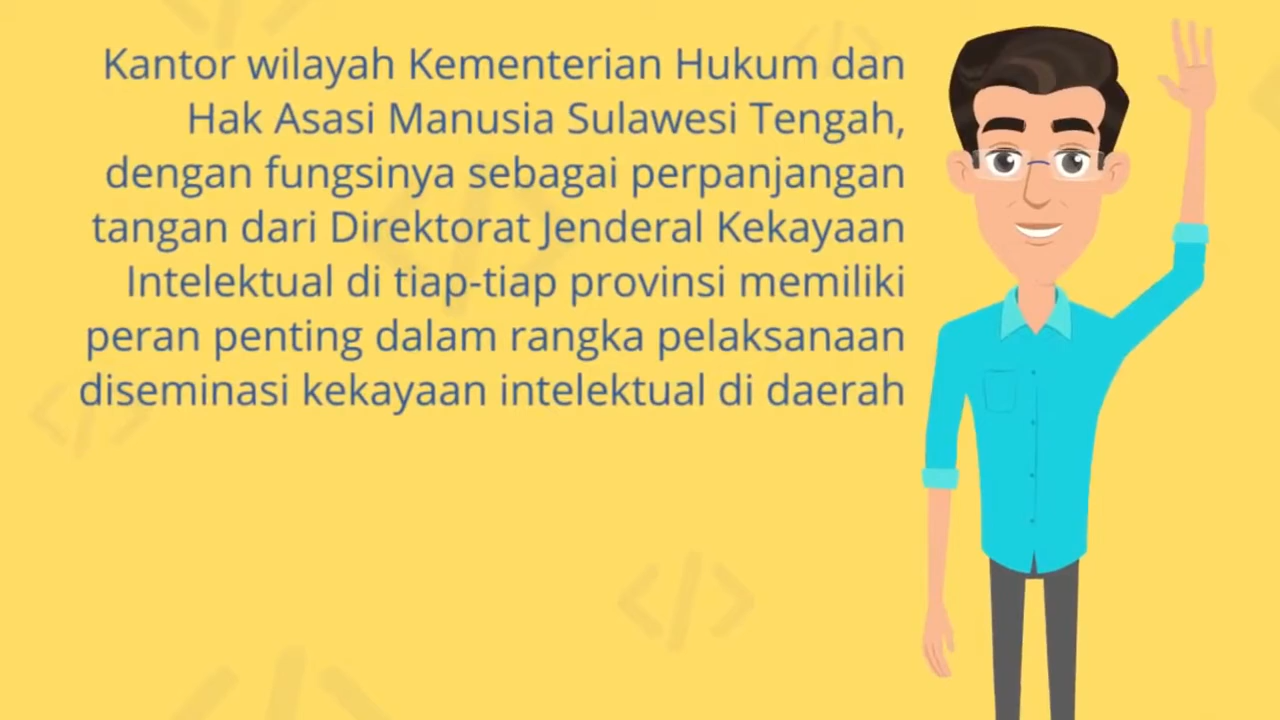 Kantor wilayah Kementerian Hukum dan
Hak Asasi Manusia Sulawesi Tengah,
dengan fungsinya sebagai perpanjangan
tangan dari Direktorat Jenderal Kekayaan
Intelektual di tiap-tiap provinsi memiliki
peran penting dalam rangka pelaksanaan
diseminasi kekayaan intelektual di daerah